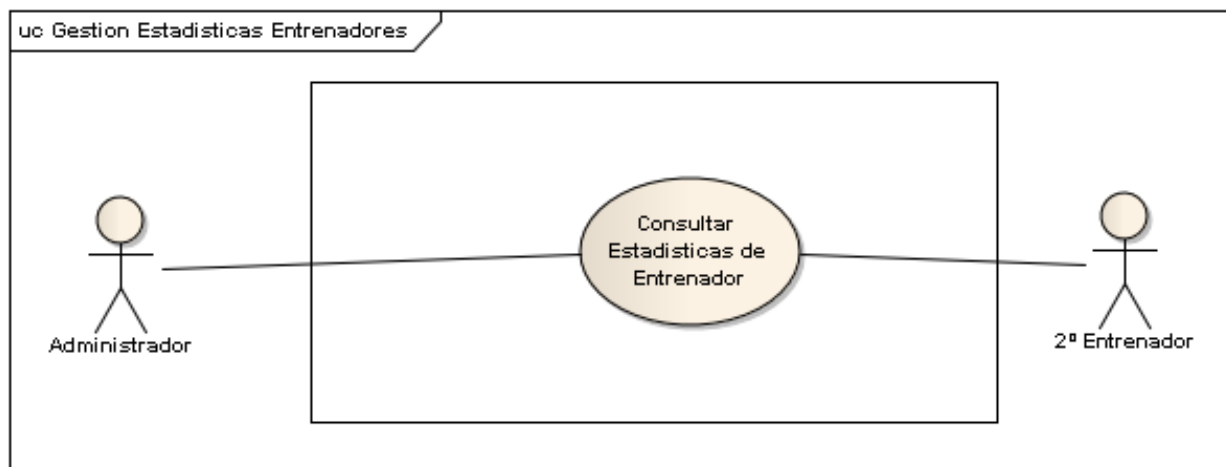 uc Gestion Estadisticas Entrenadores
Consultar
Estadisticas de
Entrenador
Administrador
2º Entrenador